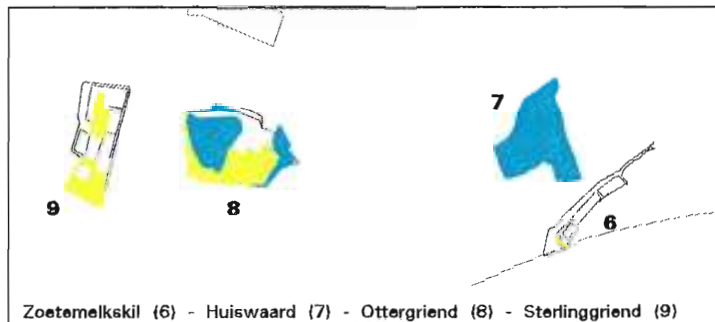 7
9
8
6
Zoetemelkskil (6) - Huiswaard (7) - Ottergriend (8) - Sterlinggriend (9)